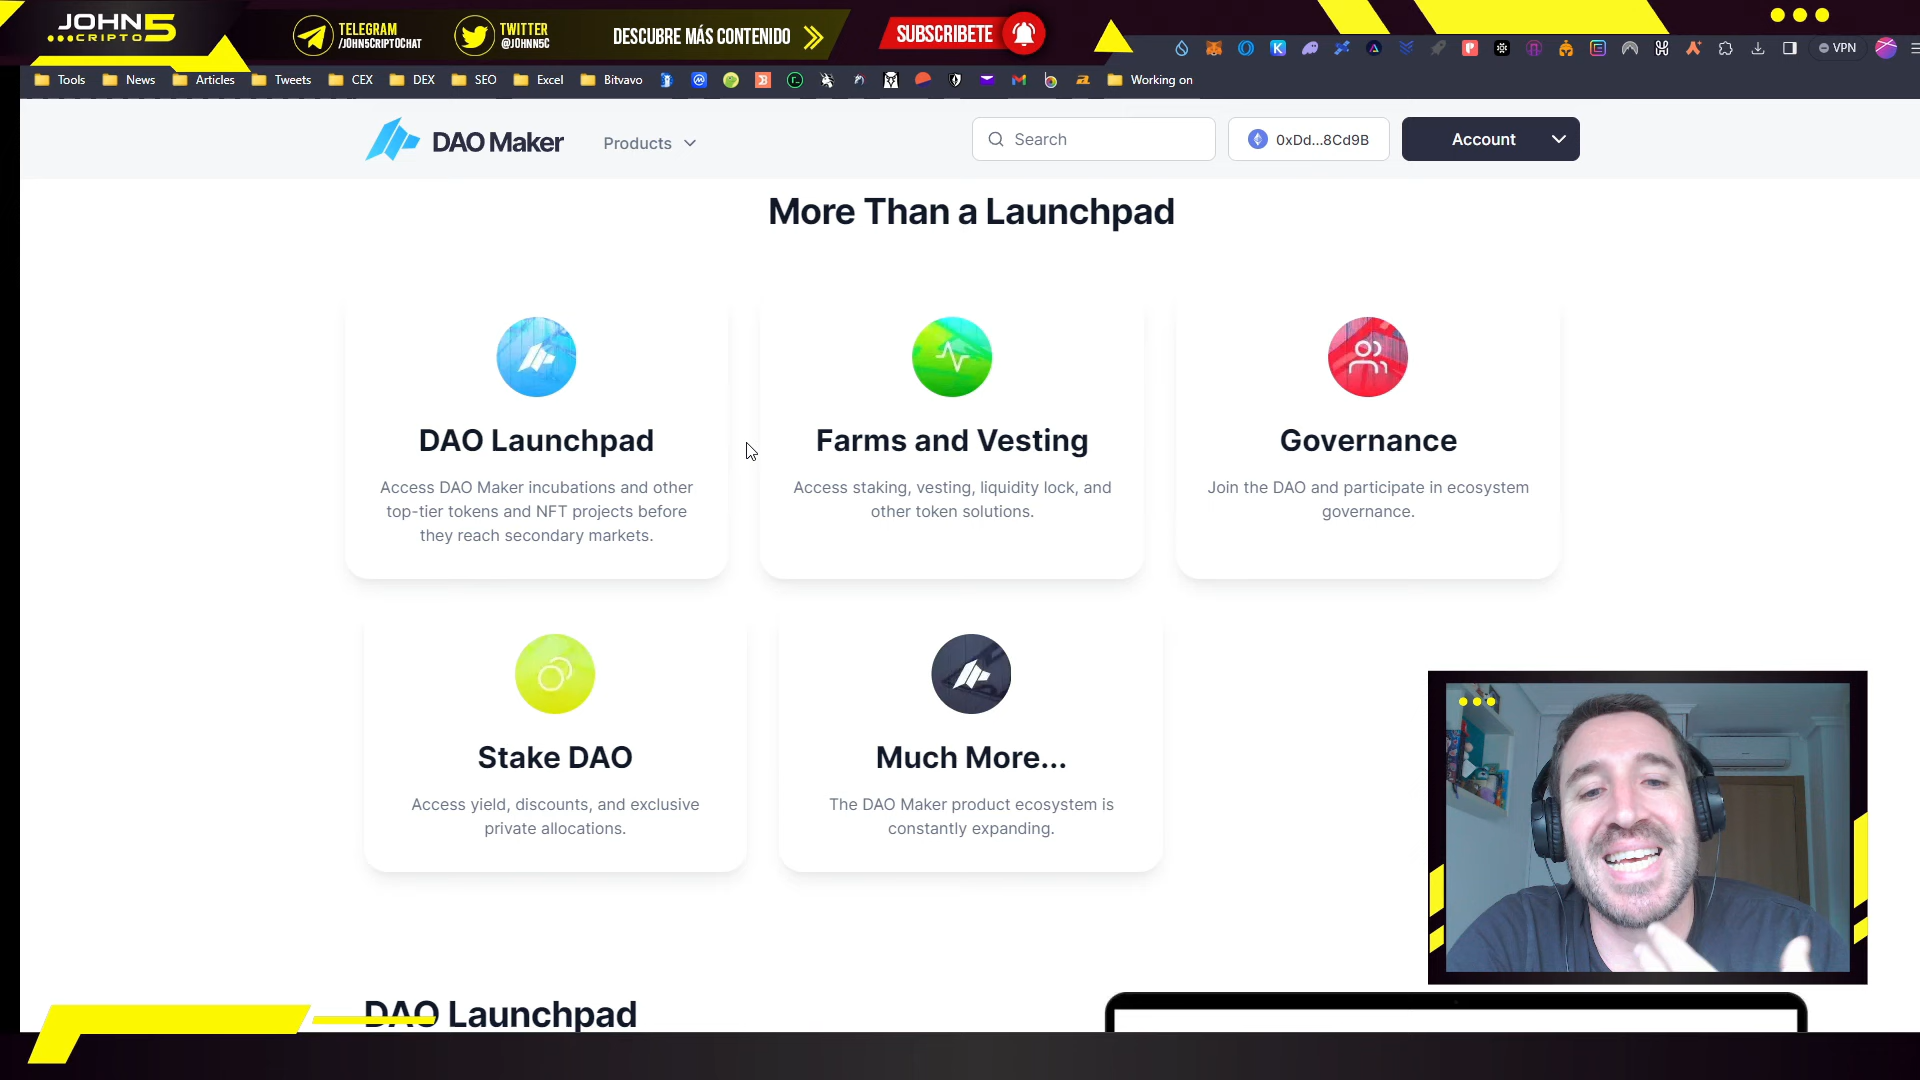 JOHN 5
CRIPTO
TELEGRAM
/JOHN5CRIPTOCHAT
TWITTER
@J0HNN5C
DESCUBRE MÁS CONTENIDO
SUBSCRIBETE
VPN
Tools
News
Articles
Tweets
CEX
DEX
SEO
Excel
Bitvavo
Working on
DAO Maker
Products
Search
0xDd...8Cd9B
Account
More Than a Launchpad
DAO Launchpad
Access DAO Maker incubations and other
top-tier tokens and NFT projects before
they reach secondary markets.
Farms and Vesting
Access staking, vesting, liquidity lock, and
other token solutions.
Governance
Join the DAO and participate in ecosystem
governance.
Stake DAO
Access yield, discounts, and exclusive
private allocations.
Much More...
The DAO Maker product ecosystem is
constantly expanding.
DAO Launchpad